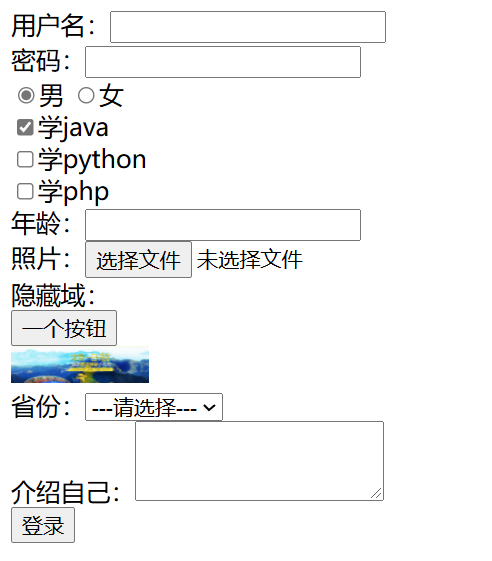 用户名：
密码：
男 女
学java
学python
学php
年龄：
照片：选择文件 未选择文件
隐藏域：
一个按钮
省份：---请选择---
介绍自己：
登录